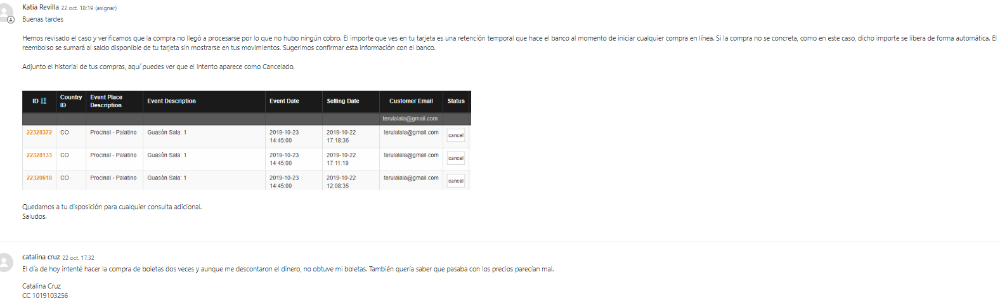 Katia Revilla 22 oct. 18:19 (asignar)
Buenas tardes
Hemos revisado el caso y verificamos que la compra no llegó a procesarse por lo que no hubo ningún cobro. El importe que ves en tu tarjeta es una retención temporal que hace el banco al momento de iniciar cualquier compra en línea. Si la compra no se concreta, como en este caso, dicho importe se libera de forma automática. El
reembolso se sumará al saldo disponible de tu tarjeta sin mostrarse en tus movimientos. Sugerimos confirmar esta información con el banco.
Adjunto el historial de tus compras, aquí puedes ver que el intento aparece como Cancelado.
ID Country ID Event Place Description Event Description Event Date Selling Date Customer Email Status
terulalala@gmail.com
22328372 CO Procinal - Palatino Guasón Sala: 1 2019-10-23 14:45:00 2019-10-22 17:18:36 terulalala@gmail.com cancel
22328133 CO Procinal - Palatino Guasón Sala: 1 2019-10-23 14:45:00 2019-10-22 17:11:19 terulalala@gmail.com cancel
22320618 CO Procinal - Palatino Guasón Sala: 1 2019-10-23 14:45:00 2019-10-22 12:08:35 terulalala@gmail.com cancel
Quedamos a tu disposición para cualquier consulta adicional.
Saludos.
catalina cruz 22 oct. 17:32
El día de hoy intenté hacer la compra de boletas dos veces y aunque me descontaron el dinero, no obtuve mi boletas. También quería saber que pasaba con los precios parecían mal.
Catalina Cruz
CC 1019103256